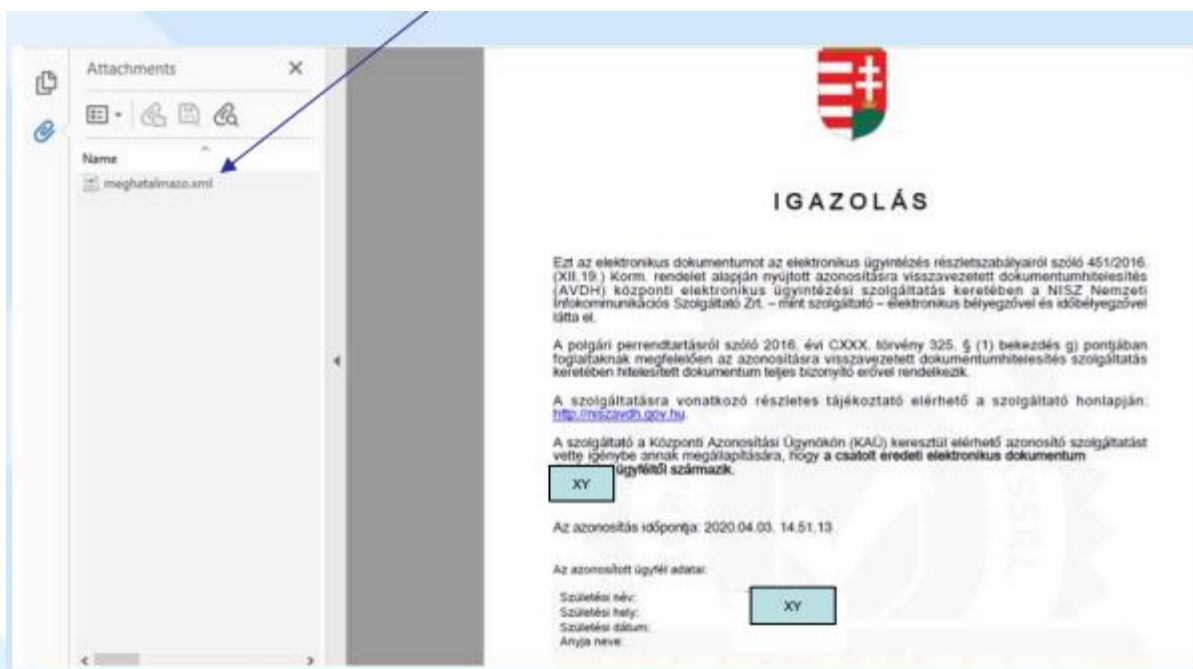 Attachments
Name
meghatalmazo.xml
IGAZOLÁS
Ezt az elektronikus dokumentumot az elektronikus ügyintézés részletszabályairól szóló 451/2016.
(XII.19.) Korm. rendelet alapján nyújtott azonosításra visszavezetett dokumentumhitelesítés
(AVDH) központi elektronikus ügyintézési szolgáltatás keretében a NISZ Nemzeti
Infokommunikációs Szolgáltató Zrt. – mint szolgáltató – elektronikus bélyegzővel és időbélyegzővel
látta el.
A polgári perrendtartásról szóló 2016. évi CXXX. törvény 325. § (1) bekezdés g) pontjában
foglaltaknak megfelelően az azonosításra visszavezetett dokumentumhitelesítés szolgáltatás
keretében hitelesített dokumentum teljes bizonyító erővel rendelkezik.
A szolgáltatásra vonatkozó részletes tájékoztató elérhető a szolgáltató honlapján:
http://niszavdh.gov.hu.
A szolgáltató a Központi Azonosítási Ügynökön (KAÜ) keresztül elérhető azonosító szolgáltatást
vette igénybe annak megállapítására, hogy a csatolt eredeti elektronikus dokumentum
XY ügyféltől származik.
Az azonosítás időpontja: 2020.04.03. 14.51.13
Az azonosított ügyfél adatai:
Születési név:
Születési hely:
XY
Születési dátum:
Anyja neve: